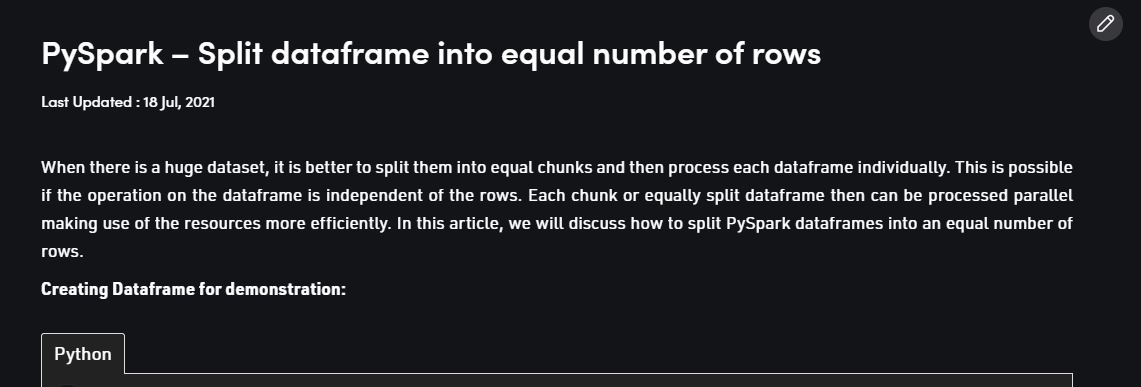 PySpark – Split dataframe into equal number of rows
Last Updated : 18 Jul, 2021
When there is a huge dataset, it is better to split them into equal chunks and then process each dataframe individually. This is possible
if the operation on the dataframe is independent of the rows. Each chunk or equally split dataframe then can be processed parallel
making use of the resources more efficiently. In this article, we will discuss how to split PySpark dataframes into an equal number of
rows.
Creating Dataframe for demonstration:
Python